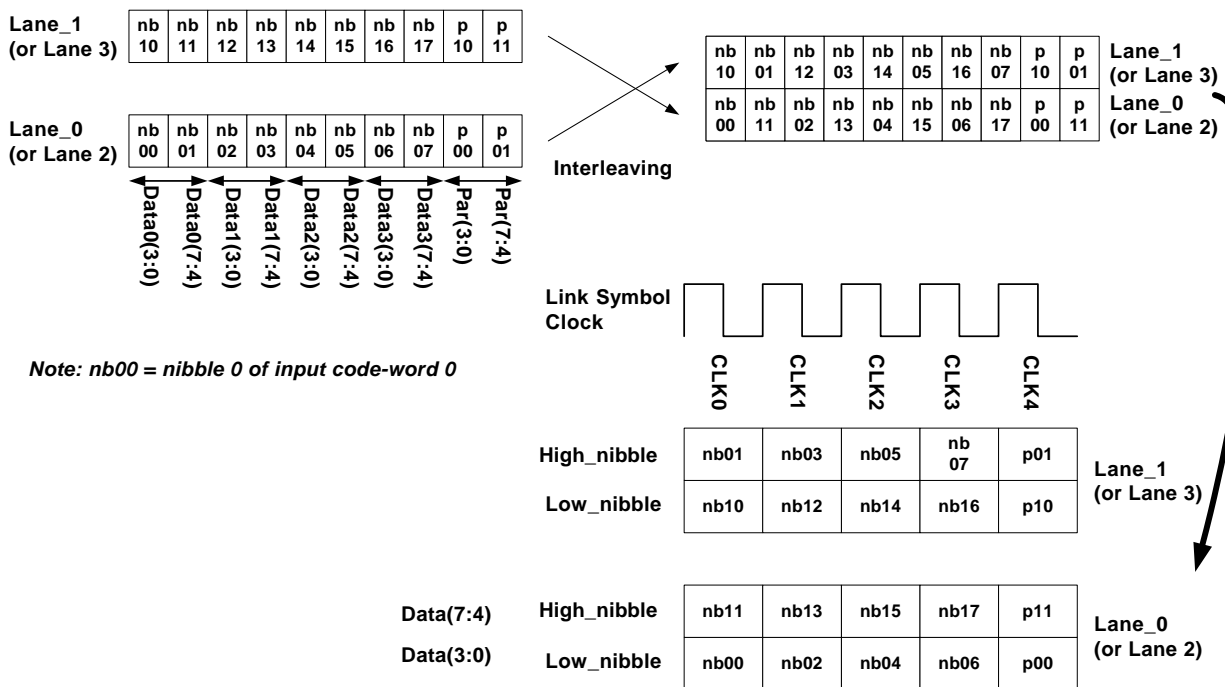 Lane_1
(or Lane 3)
nb 10 nb 11 nb 12 nb 13 nb 14 nb 15 nb 16 nb 17 p 10 p 11
Lane_0
(or Lane 2)
nb 00 nb 01 nb 02 nb 03 nb 04 nb 05 nb 06 nb 07 p 00 p 01
Data0(3:0)
Data0(7:4)
Data1(3:0)
Data1(7:4)
Data2(3:0)
Data2(7:4)
Data3(3:0)
Data3(7:4)
Par(3:0)
Par(7:4)
Interleaving
nb 10 nb 01 nb 12 nb 03 nb 14 nb 05 nb 16 nb 07 p 10 p 01
Lane_1
(or Lane 3)
nb 00 nb 11 nb 02 nb 13 nb 04 nb 15 nb 06 nb 17 p 00 p 11
Lane_0
(or Lane 2)
Note: nb00 = nibble 0 of input code-word 0
Link Symbol
Clock
CLK0
CLK1
CLK2
CLK3
CLK4
High_nibble nb01 nb03 nb05 nb 07 p01
Low_nibble nb10 nb12 nb14 nb16 p10
Lane_1
(or Lane 3)
Data(7:4) High_nibble nb11 nb13 nb15 nb17 p11
Data(3:0) Low_nibble nb00 nb02 nb04 nb06 p00
Lane_0
(or Lane 2)